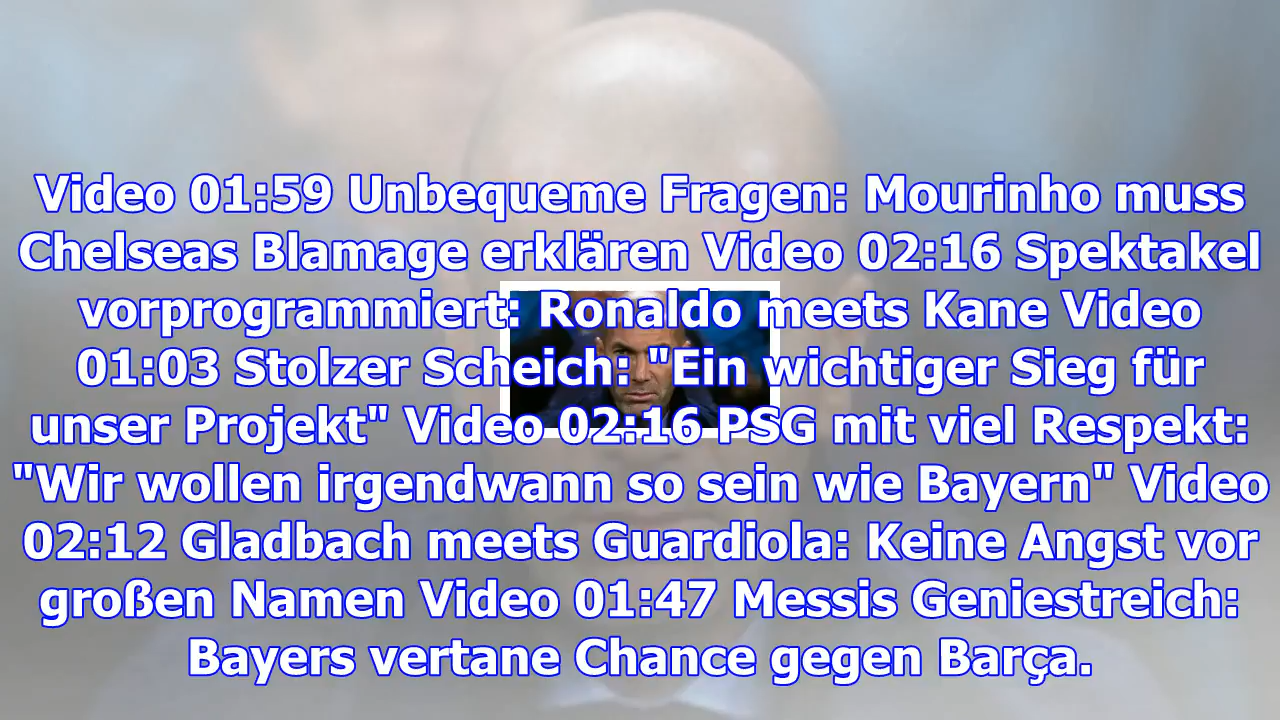 Video 01:59 Unbequeme Fragen: Mourinho muss
Chelseas Blamage erklären Video 02:16 Spektakel
vorprogrammiert: Ronaldo meets Kane Video
01:03 Stolzer Scheich: "Ein wichtiger Sieg für
unser Projekt" Video 02:16 PSG mit viel Respekt:
"Wir wollen irgendwann so sein wie Bayern" Video
02:12 Gladbach meets Guardiola: Keine Angst vor
großen Namen Video 01:47 Messis Geniestreich:
Bayers vertane Chance gegen Barça.